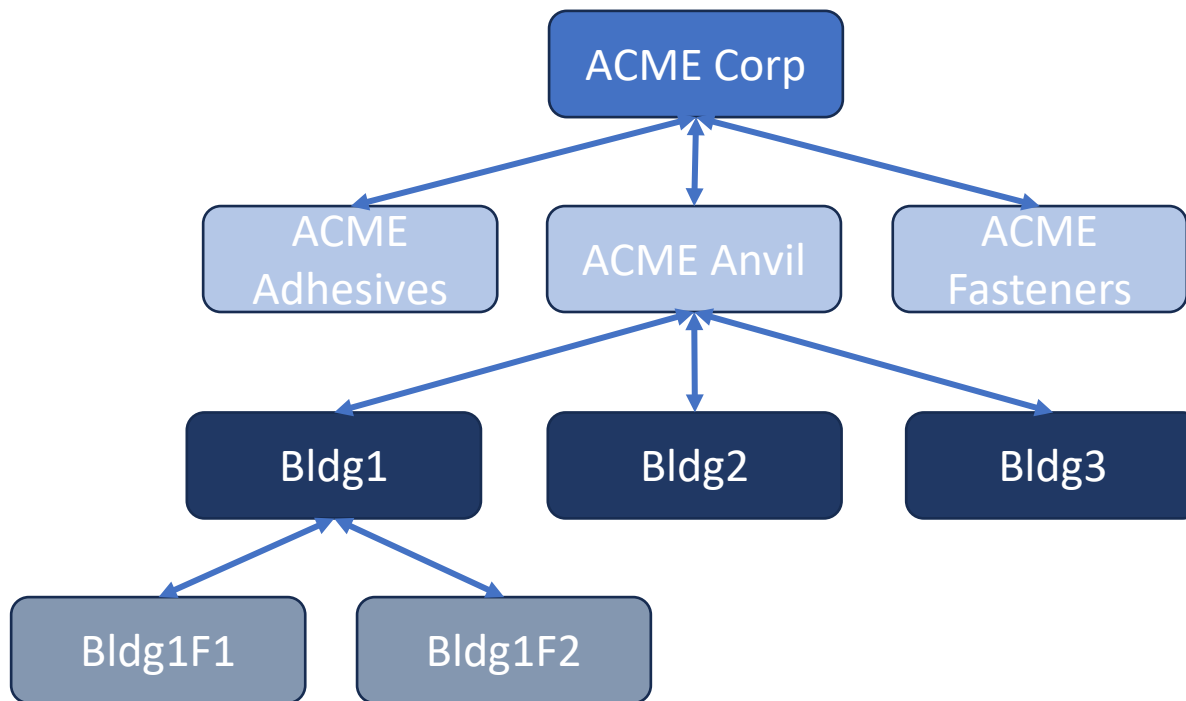 ACME Corp
ACME
Adhesives
ACME Anvil
ACME
Fasteners
Bldg1
Bldg2
Bldg3
Bldg1F1
Bldg1F2